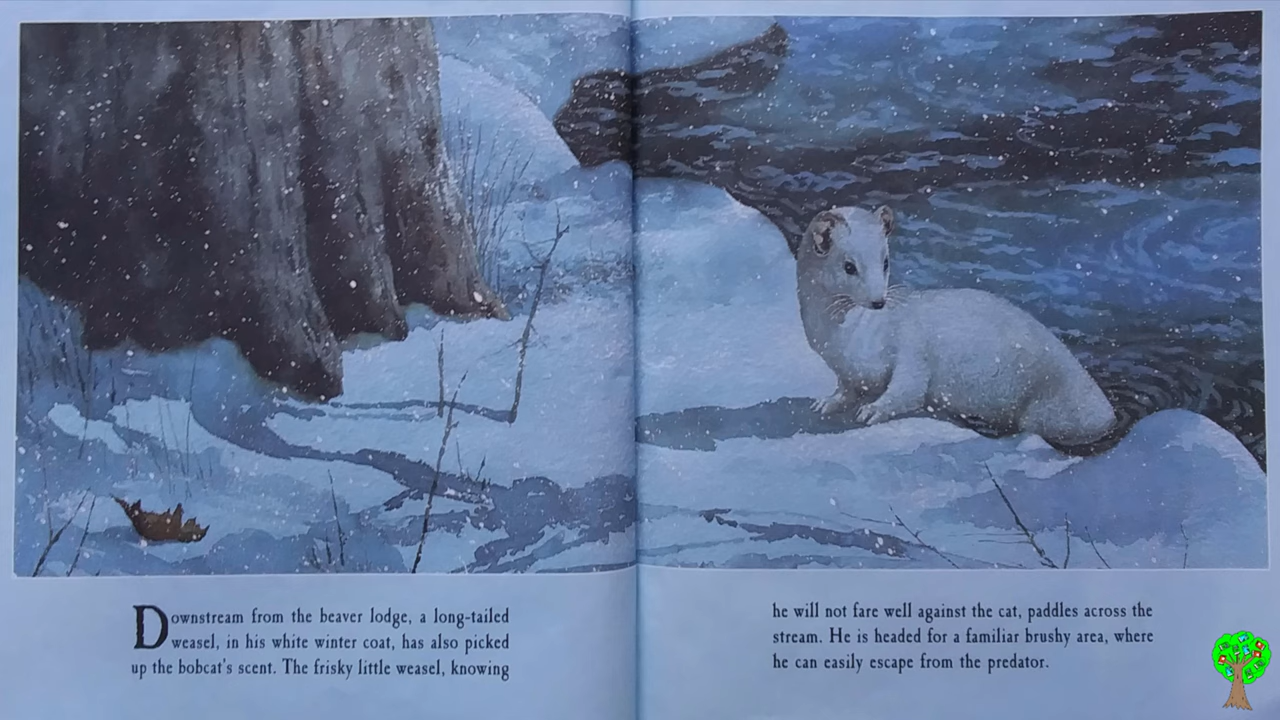 Downstream from the beaver lodge, a long-tailed
weasel, in his white winter coat, has also picked
up the bobcat's scent. The frisky little weasel, knowing
he will not fare well against the cat, paddles across the
stream. He is headed for a familiar brushy area, where
he can easily escape from the predator.